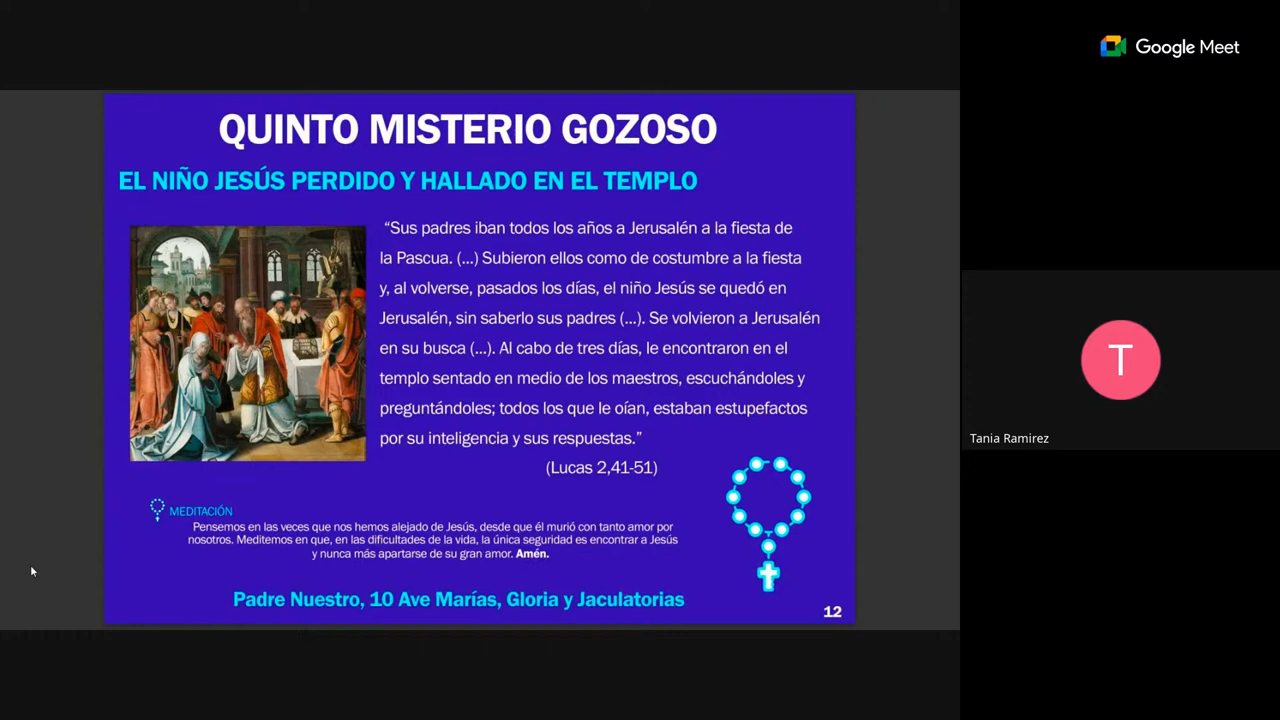 Google Meet
QUINTO MISTERIO GOZOSO
EL NIÑO JESÚS PERDIDO Y HALLADO EN EL TEMPLO
“Sus padres iban todos los años a Jerusalén a la fiesta de
la Pascua. (...) Subieron ellos como de costumbre a la fiesta
y, al volverse, pasados los días, el niño Jesús se quedó en
Jerusalén, sin saberlo sus padres (...). Se volvieron a Jerusalén
en su busca (...). Al cabo de tres días, le encontraron en el
templo sentado en medio de los maestros, escuchándoles y
preguntándoles; todos los que le oían, estaban estupefactos
por su inteligencia y sus respuestas.”
(Lucas 2,41-51)
MEDITACIÓN
Pensemos en las veces que nos hemos alejado de Jesús, desde que él murió con tanto amor por
nosotros. Meditemos en que, en las dificultades de la vida, la única seguridad es encontrar a Jesús
y nunca más apartarse de su gran amor. Amén.
Padre Nuestro, 10 Ave Marías, Gloria y Jaculatorias
12
T
Tania Ramirez